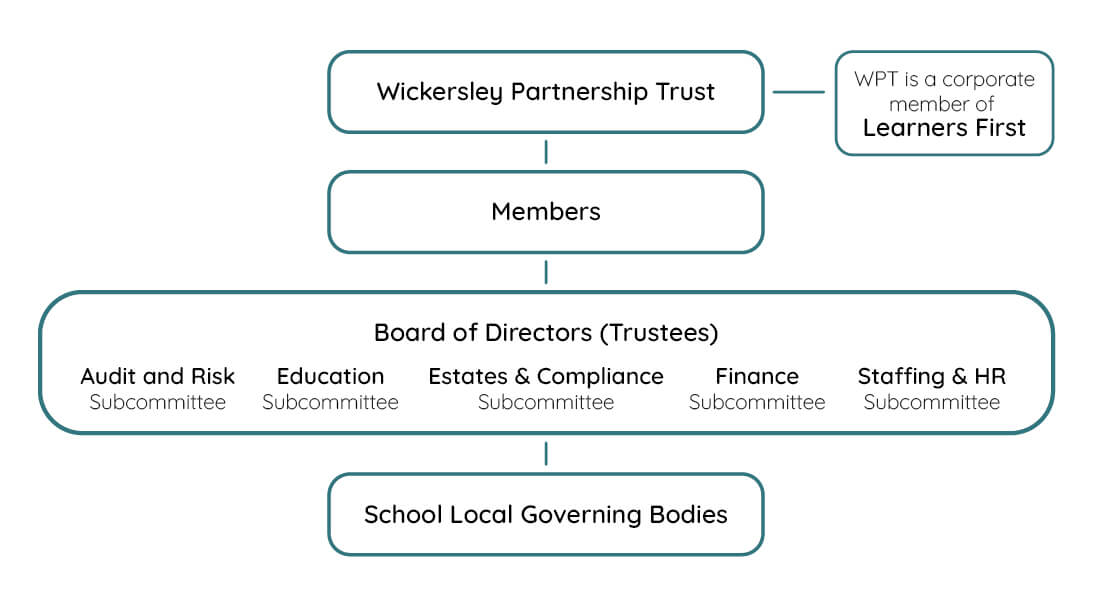 Wickersley Partnership Trust
WPT is a corporate
member of
Learners First
Members
Board of Directors (Trustees)
Audit and Risk
Subcommittee
Education
Subcommittee
Estates & Compliance
Subcommittee
Finance
Subcommittee
Staffing & HR
Subcommittee
School Local Governing Bodies